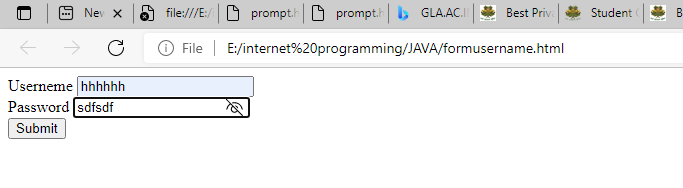 New
file:///E:/
prompt.h
prompt.h
GLA.AC.I
Best Priv
Student
B
File E:/internet%20programming/JAVA/formusername.html
Userneme hhhhhh
Password sdfsdf
Submit